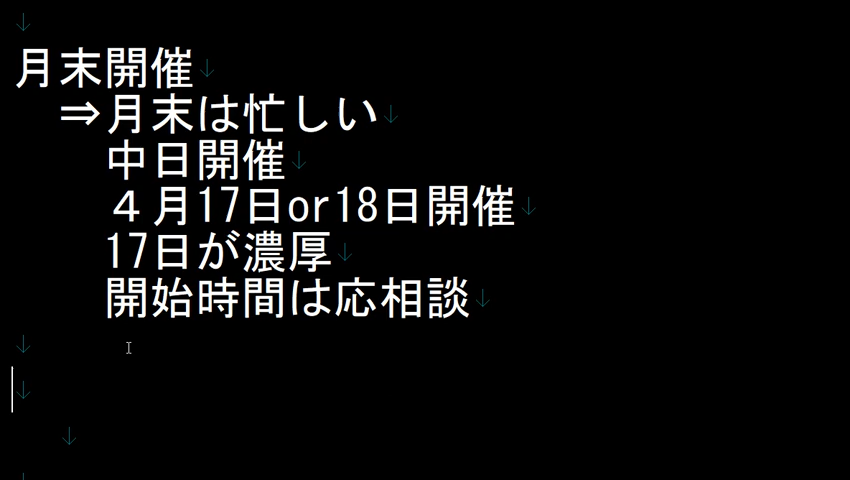 月末開催
⇒月末は忙しい
中日開催
４月17日or18日開催
17日が濃厚
開始時間は応相談